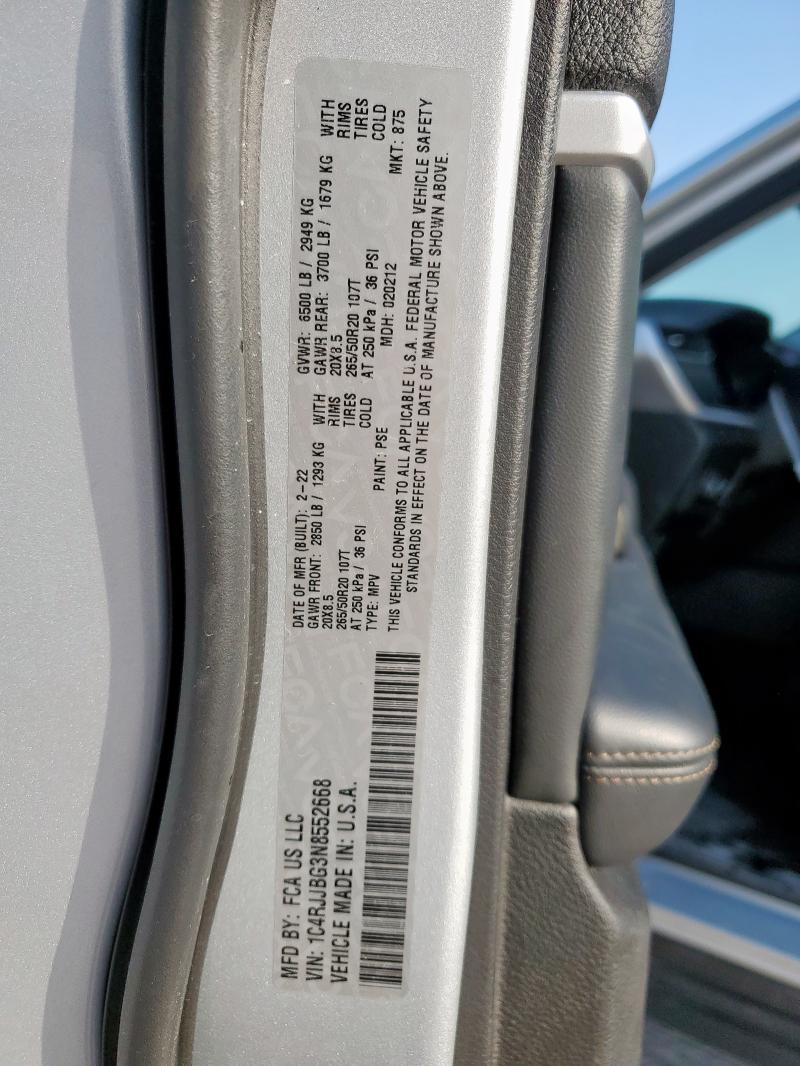 MFD BY: FCA US LLC
VIN: 1C4RJJBG3N8552668
VEHICLE MADE IN: U.S.A.
DATE OF MFR (BUILT): 2-22
GVWR: 6500 LB / 2949 KG
GAWR FRONT: 2850 LB / 1293 KG WITH
20X8.5 RIMS
265/50R20 107T TIRES
AT 250 kPa / 36 PSI COLD
GAWR REAR: 3700 LB / 1679 KG WITH
20X8.5 RIMS
265/50R20 107T TIRES
AT 250 kPa / 36 PSI COLD
TYPE: MPV PAINT: PSE MDH: 020212 MKT: 875
THIS VEHICLE CONFORMS TO ALL APPLICABLE U.S.A. FEDERAL MOTOR VEHICLE SAFETY
STANDARDS IN EFFECT ON THE DATE OF MANUFACTURE SHOWN ABOVE.